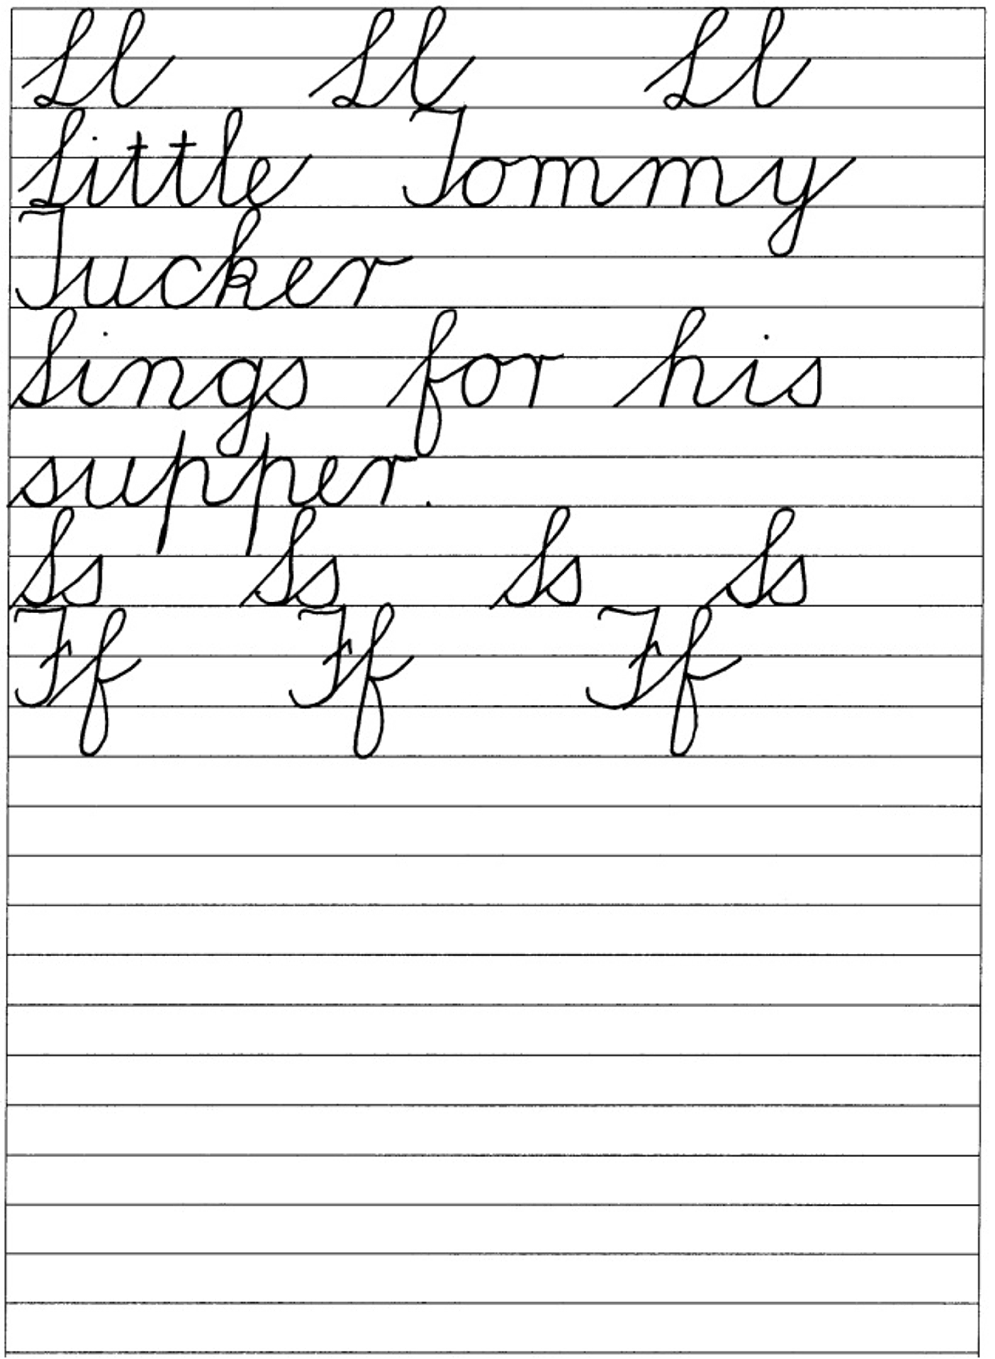 Ll Ll Ll
Little Tommy
Tucker
Sings for his
supper.
Ss Ss Ss Ss
Ff Ff Ff